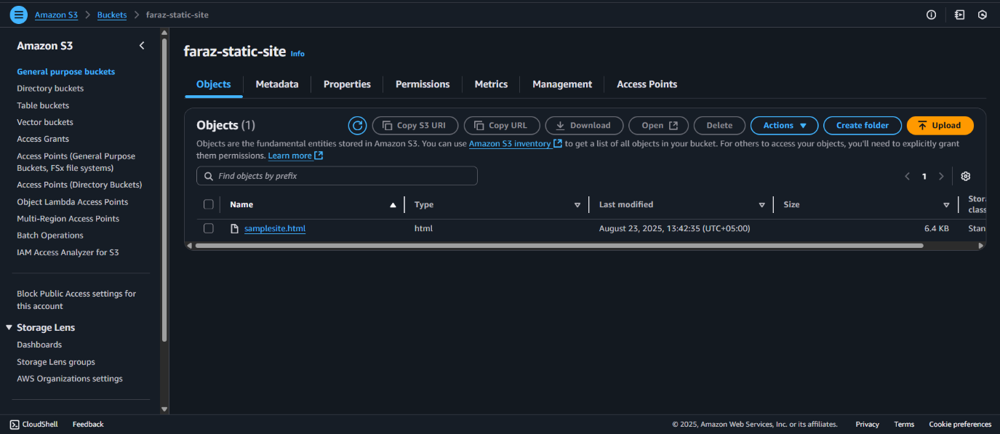 Amazon S3 > Buckets > faraz-static-site
Amazon S3
General purpose buckets
Directory buckets
Table buckets
Vector buckets
Access Grants
Access Points (General Purpose
Buckets, FSx file systems)
Access Points (Directory Buckets)
Object Lambda Access Points
Multi-Region Access Points
Batch Operations
IAM Access Analyzer for S3
Block Public Access settings for
this account
Storage Lens
Dashboards
Storage Lens groups
AWS Organizations settings
faraz-static-site Info
Objects Metadata Properties Permissions Metrics Management Access Points
Objects (1) Copy S3 URI Copy URL Download Open Delete Actions Create folder Upload
Objects are the fundamental entities stored in Amazon S3. You can use Amazon S3 inventory to get a list of all objects in your bucket. For others to access your objects, you'll need to explicitly grant
them permissions. Learn more
Find objects by prefix 1
Name Type Last modified Size Stor
class
samplesite.html html August 23, 2025, 13:42:35 (UTC+05:00) 6.4 KB Stan
CloudShell Feedback © 2025, Amazon Web Services, Inc. or its affiliates. Privacy Terms Cookie preferences